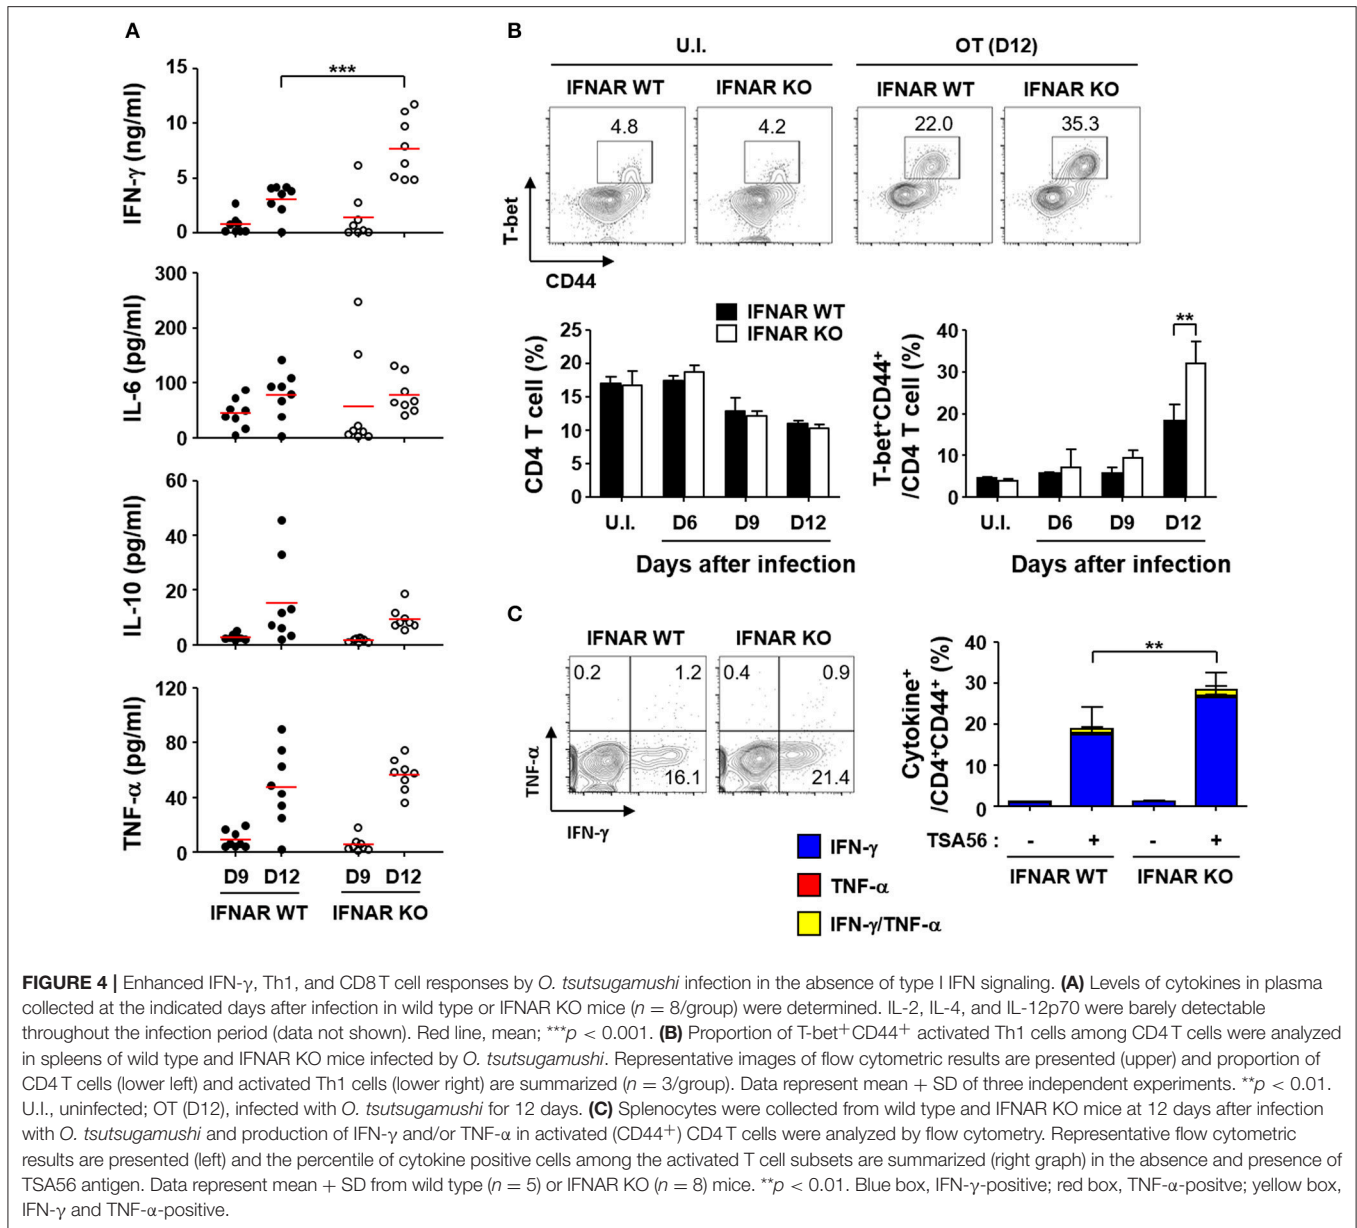 A
IFN-γ (ng/ml)
15
10
5
0
***
IL-6 (pg/ml)
300
200
100
0
IL-10 (pg/ml)
60
40
20
0
TNF-α (pg/ml)
120
80
40
0
D9 D12 D9 D12
IFNAR WT IFNAR KO
B
U.I. OT (D12)
IFNAR WT IFNAR KO IFNAR WT IFNAR KO
4.8 4.2 22.0 35.3
T-bet
CD44
IFNAR WT
IFNAR KO
CD4 T cell (%)
25
20
15
10
5
0
U.I. D6 D9 D12
Days after infection
T-bet+CD44+
/CD4 T cell (%)
40
30
20
10
0
**
U.I. D6 D9 D12
Days after infection
C
IFNAR WT IFNAR KO
0.2 1.2 0.4 0.9
16.1 21.4
TNF-α
IFN-γ
IFN-γ
TNF-α
IFN-γ/TNF-α
Cytokine+
/CD4+CD44+ (%)
40
30
20
10
0
**
TSA56 : - + - +
IFNAR WT IFNAR KO
FIGURE 4 | Enhanced IFN-γ, Th1, and CD8 T cell responses by O. tsutsugamushi infection in the absence of type I IFN signaling. (A) Levels of cytokines in plasma
collected at the indicated days after infection in wild type or IFNAR KO mice (n = 8/group) were determined. IL-2, IL-4, and IL-12p70 were barely detectable
throughout the infection period (data not shown). Red line, mean; ***p < 0.001. (B) Proportion of T-bet+CD44+ activated Th1 cells among CD4 T cells were analyzed
in spleens of wild type and IFNAR KO mice infected by O. tsutsugamushi. Representative images of flow cytometric results are presented (upper) and proportion of
CD4 T cells (lower left) and activated Th1 cells (lower right) are summarized (n = 3/group). Data represent mean + SD of three independent experiments. **p < 0.01.
U.I., uninfected; OT (D12), infected with O. tsutsugamushi for 12 days. (C) Splenocytes were collected from wild type and IFNAR KO mice at 12 days after infection
with O. tsutsugamushi and production of IFN-γ and/or TNF-α in activated (CD44+) CD4 T cells were analyzed by flow cytometry. Representative flow cytometric
results are presented (left) and the percentile of cytokine positive cells among the activated T cell subsets are summarized (right graph) in the absence and presence of
TSA56 antigen. Data represent mean + SD from wild type (n = 5) or IFNAR KO (n = 8) mice. **p < 0.01. Blue box, IFN-γ-positive; red box, TNF-α-positve; yellow box,
IFN-γ and TNF-α-positive.